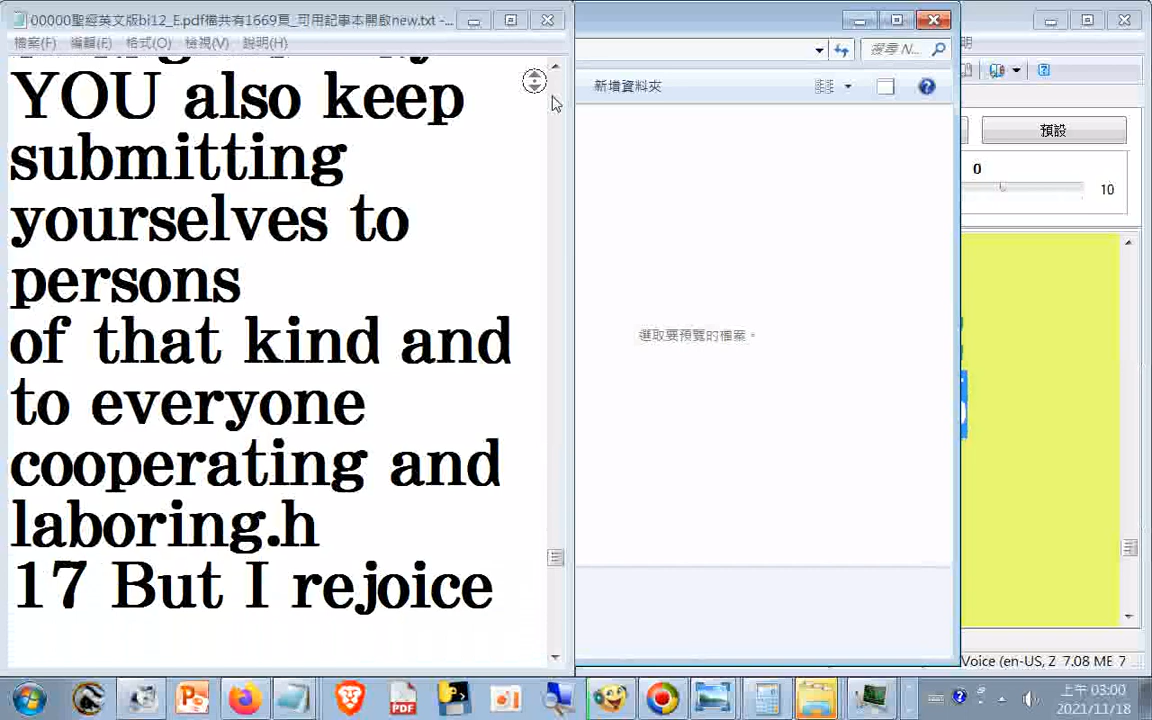 00000聖經英文版bi12_E.pdf檔共有1669頁_可用記事本開啟new.txt -...
檔案(F) 編輯(E) 格式(O) 檢視(V) 說明(H)
YOU also keep
submitting
yourselves to
persons
of that kind and
to everyone
cooperating and
laboring.h
17 But I rejoice
搜尋 N...
新增資料夾
選取要預覽的檔案。
明
預設
0
10
Voice (en-US, Z 7.08 ME 7
PDF
上午 03:00
2021/11/18